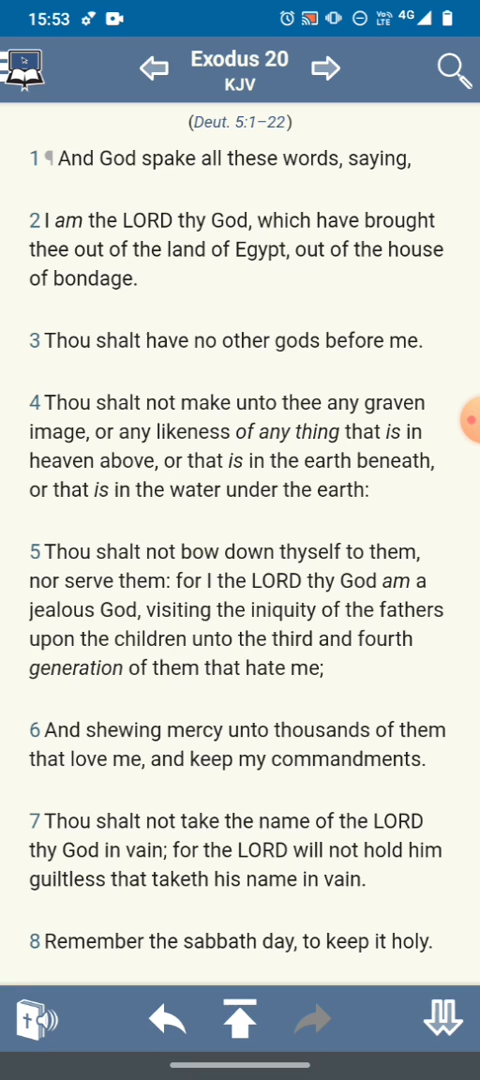 15:53 Vo) LTE 4G
Exodus 20
KJV
(Deut. 5:1–22)
1 ¶ And God spake all these words, saying,
2 I am the LORD thy God, which have brought
thee out of the land of Egypt, out of the house
of bondage.
3 Thou shalt have no other gods before me.
4 Thou shalt not make unto thee any graven
image, or any likeness of any thing that is in
heaven above, or that is in the earth beneath,
or that is in the water under the earth:
5 Thou shalt not bow down thyself to them,
nor serve them: for I the LORD thy God am a
jealous God, visiting the iniquity of the fathers
upon the children unto the third and fourth
generation of them that hate me;
6 And shewing mercy unto thousands of them
that love me, and keep my commandments.
7 Thou shalt not take the name of the LORD
thy God in vain; for the LORD will not hold him
guiltless that taketh his name in vain.
8 Remember the sabbath day, to keep it holy.